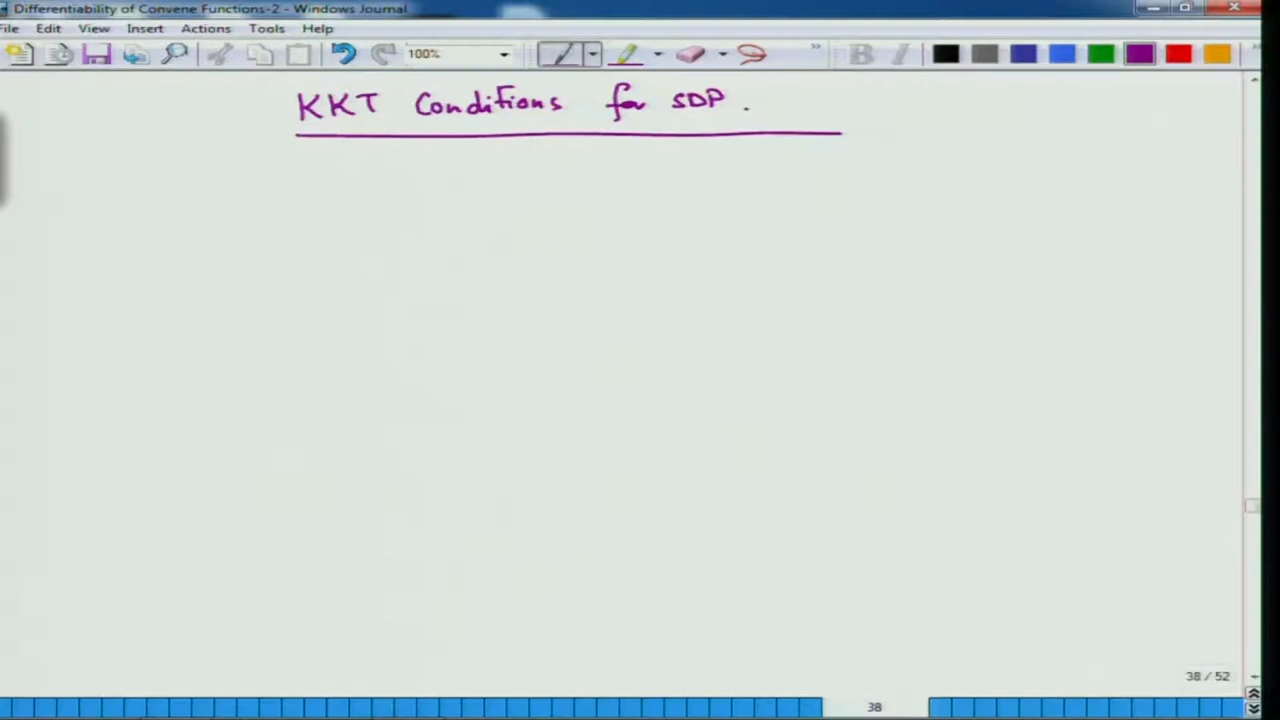 Differentiability of Convene Functions-2 - Windows Journal
File Edit View Insert Actions Tools Help
100%
B I
KKT Conditions for SDP.
38 / 52
38